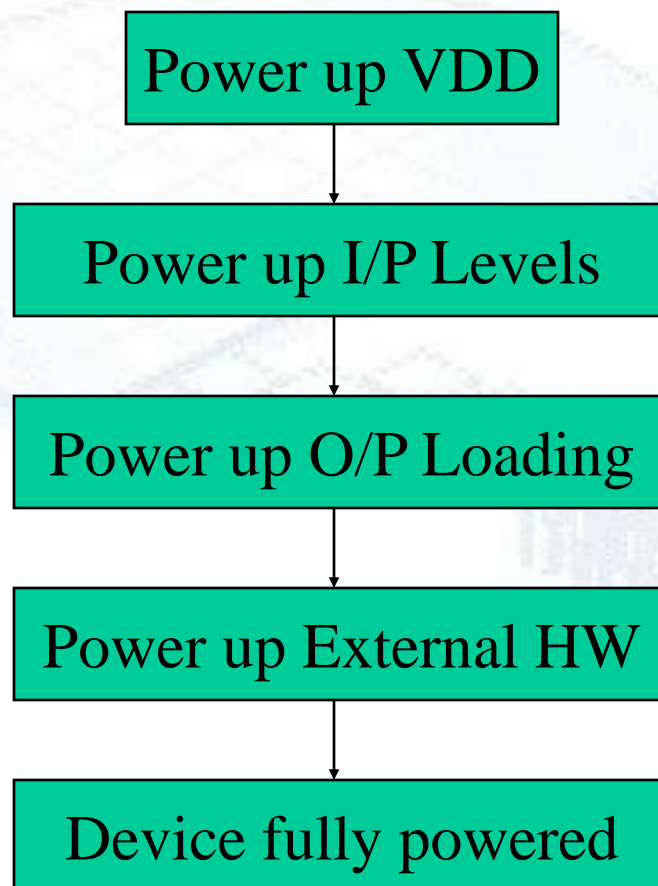 Power up VDD
Power up I/P Levels
Power up O/P Loading
Power up External HW
Device fully powered